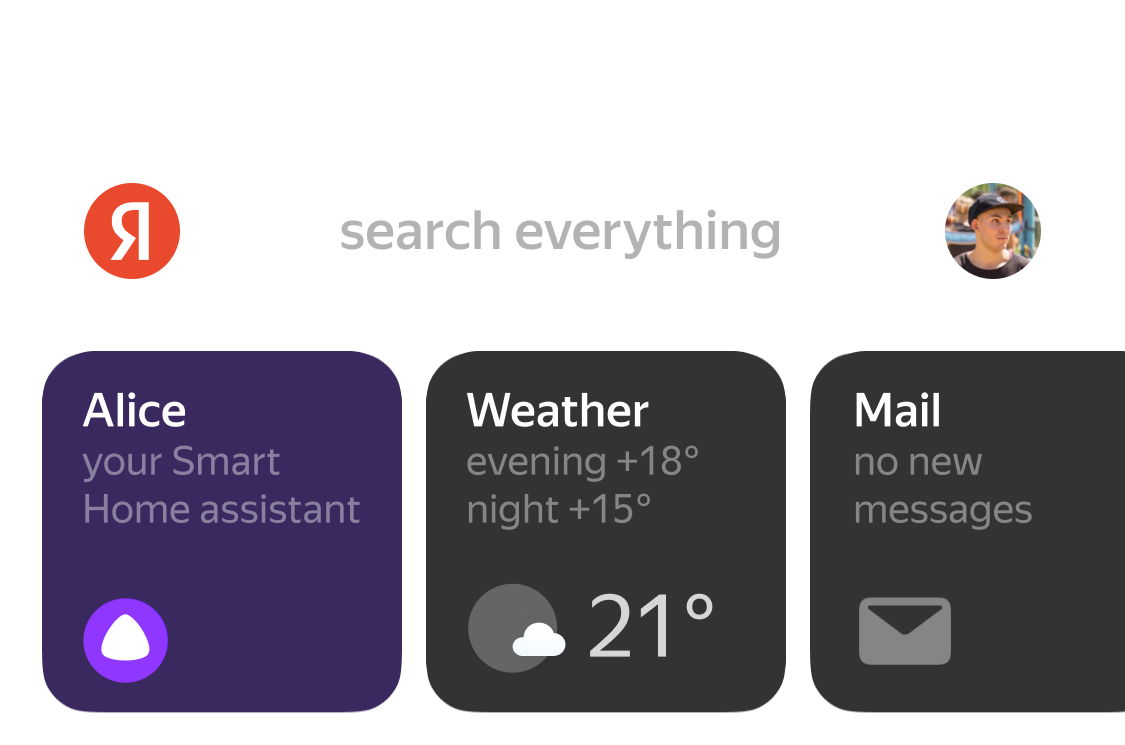 Я
search everything
Alice
your Smart
Home assistant
Weather
evening +18°
night +15°
21°
Mail
no new
messages